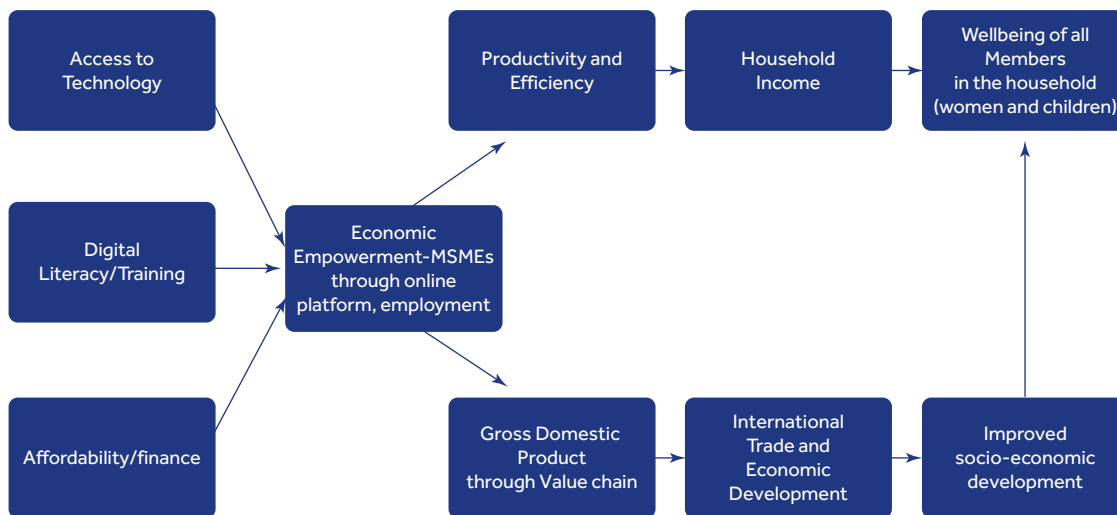 Access to
Technology
Productivity and
Efficiency
Household
Income
Wellbeing of all
Members
in the household
(women and children)
Digital
Literacy/Training
Economic
Empowerment-MSMEs
through online
platform, employment
Affordability/finance
Gross Domestic
Product
through Value chain
International
Trade and
Economic
Development
Improved
socio-economic
development